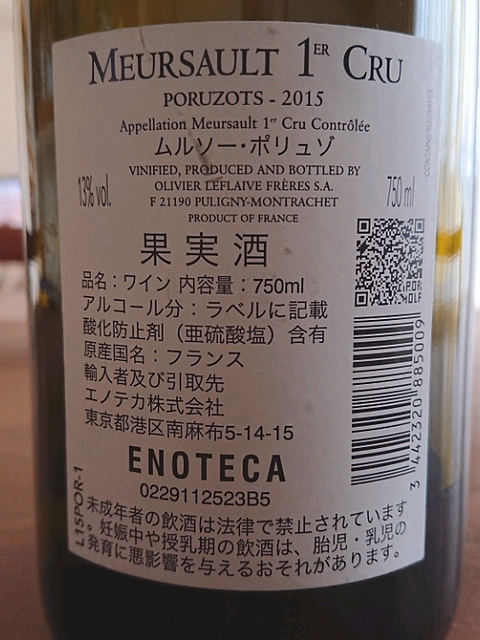 MEURSAULT 1ER CRU
PORUZOTS - 2015
Appellation Meursault 1er Cru Contrôlée
ムルソー・ポリュゾ
VINIFIED, PRODUCED AND BOTTLED BY
OLIVIER LEFLAIVE FRÈRES S.A.
F 21190 PULIGNY-MONTRACHET
PRODUCT OF FRANCE
13% vol.
750 ml
CONTAINS SULPHITES
果実酒
品名：ワイン 内容量：750ml
アルコール分：ラベルに記載
酸化防止剤（亜硫酸塩）含有
原産国名：フランス
輸入者及び引取先
エノテカ株式会社
東京都港区南麻布5-14-15
ENOTECA
0229112523B5
3 442320 885009
L15POR-1
未成年者の飲酒は法律で禁止されています
。妊娠中や授乳期の飲酒は、胎児・乳児の
発育に悪影響を与えるおそれがあります。